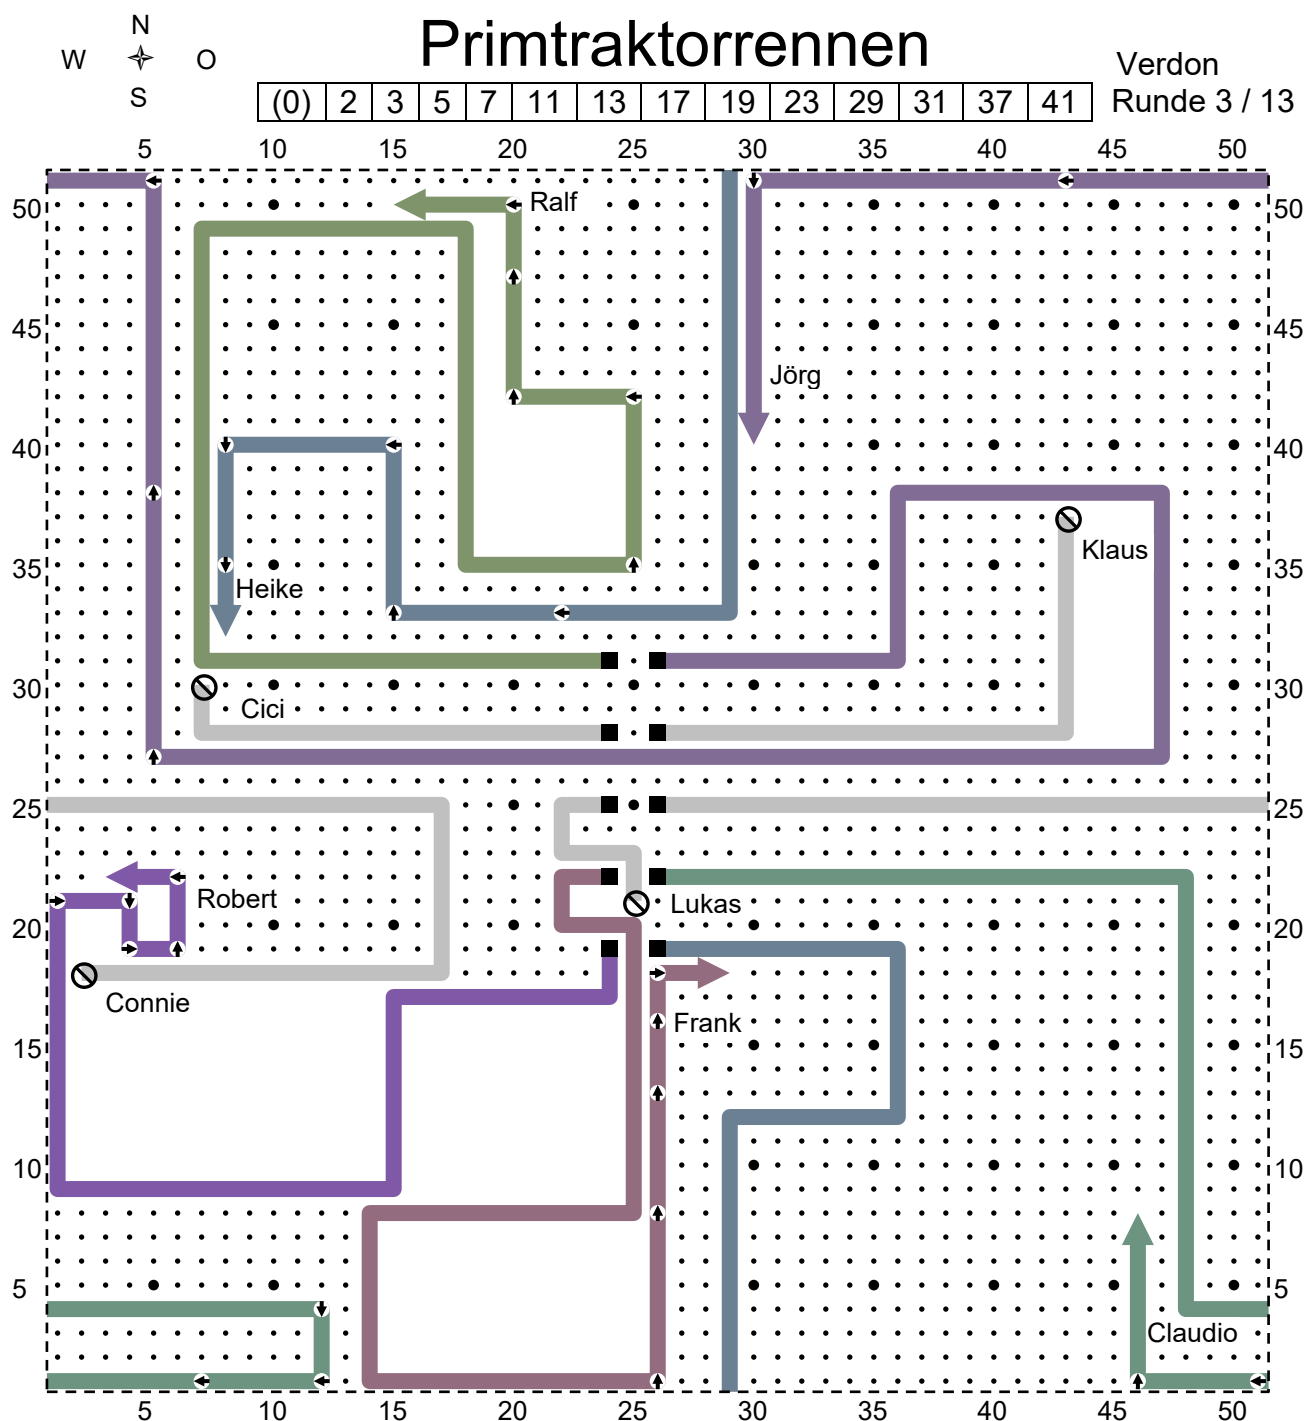 N
Primtraktorrennen
W O
Verdon
S
(0) 2 3 5 7 11 13 17 19 23 29 31 37 41
Runde 3 / 13
5 10 15 20 25 30 35 40 45 50
50 Ralf 50
45 45
Jörg
40 40
Klaus
35 35
Heike
30 30
Cici
25 25
Robert
Lukas
20 20
Connie
Frank
15 15
10 10
5 5
Claudio
5 10 15 20 25 30 35 40 45 50